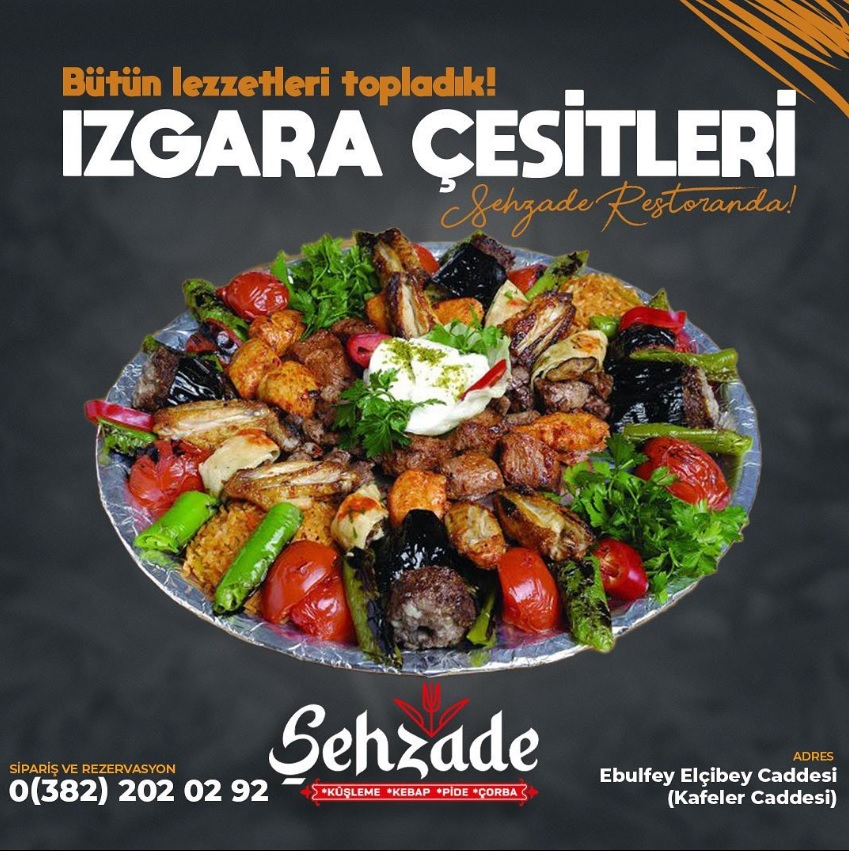 Bütün lezzetleri topladık!
IZGARA ÇESİTLERİ
Şehzade Restoranda!
Şehzade
*KÜŞLEME *KEBAP *PİDE *ÇORBA
SİPARİŞ VE REZERVASYON
0(382) 202 02 92
ADRES
Ebulfey Elçibey Caddesi
(Kafeler Caddesi)